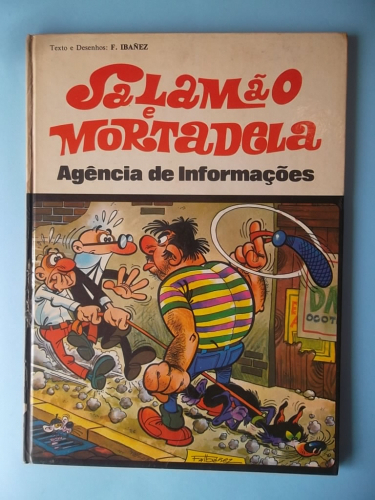 Texto e Desenhos: F. IBAÑEZ
SALAMÃO
e
MORTADELA
Agência de Informações